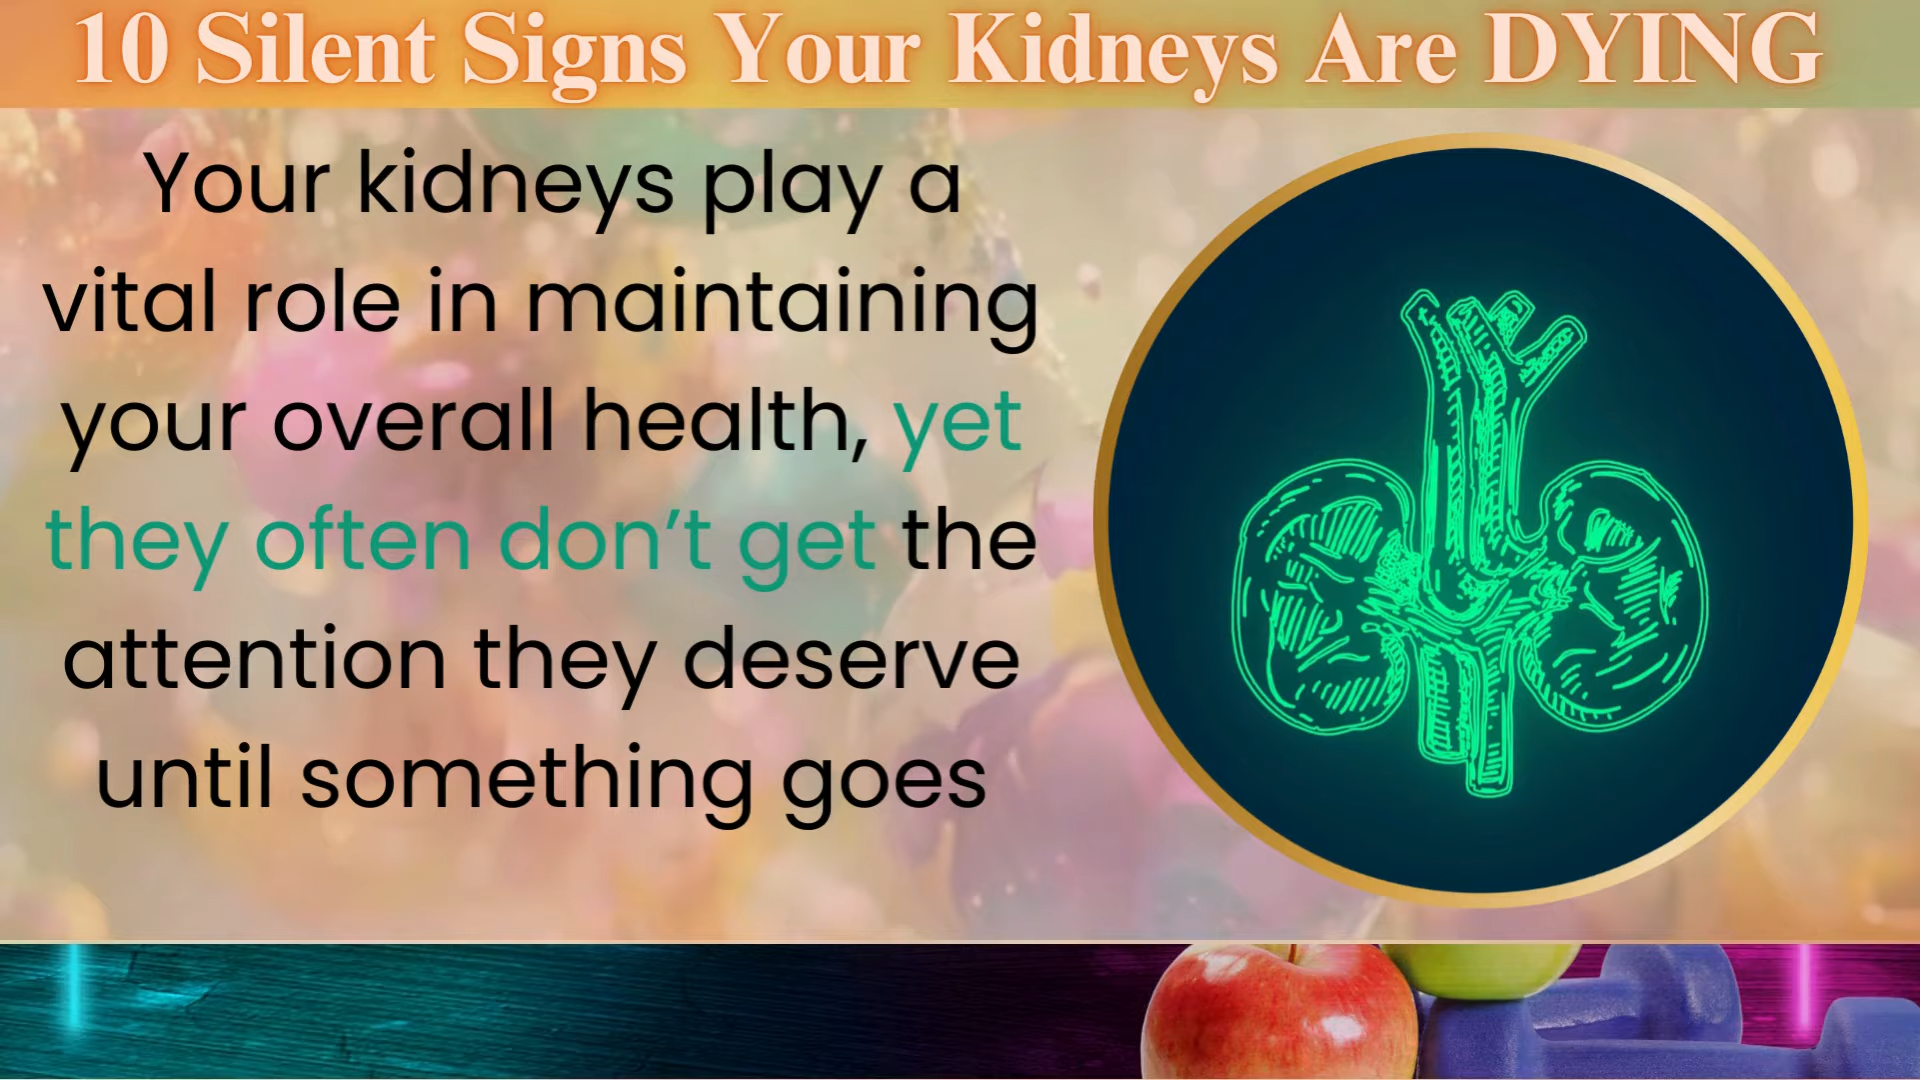 10 Silent Signs Your Kidneys Are DYING
Your kidneys play a
vital role in maintaining
your overall health, yet
they often don’t get the
attention they deserve
until something goes